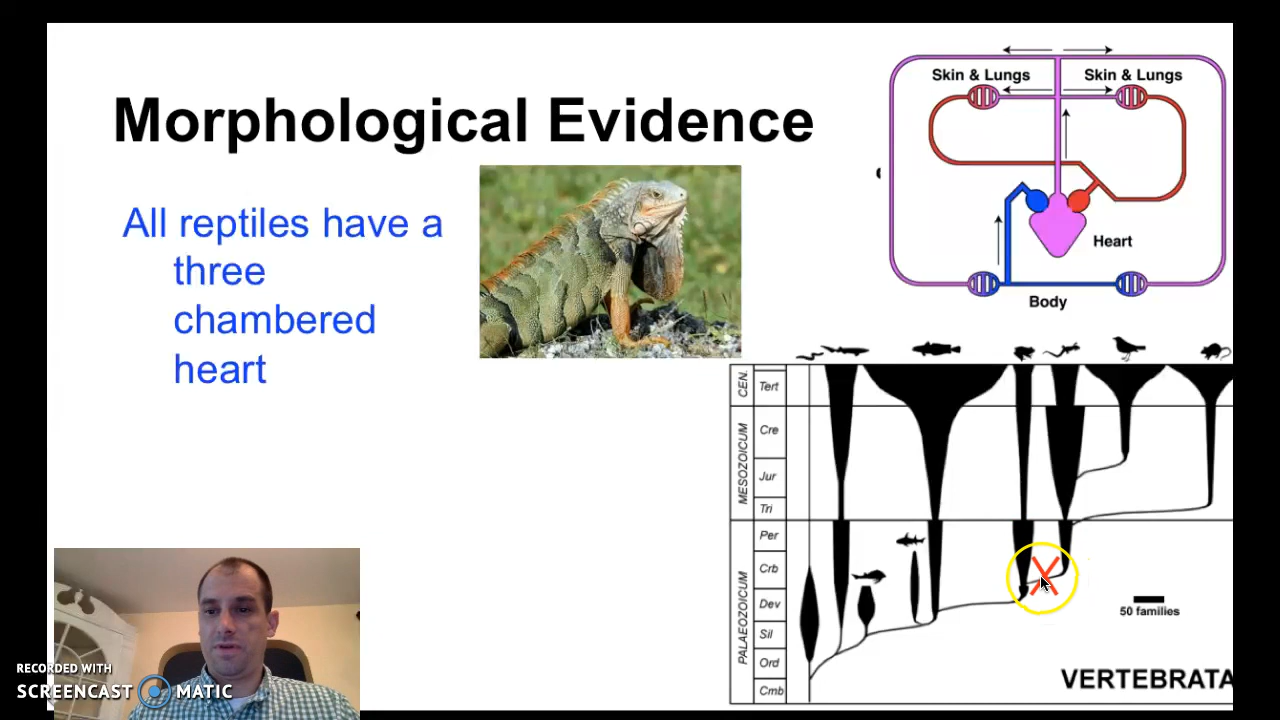 Morphological Evidence
All reptiles have a
three
chambered
heart
Skin & Lungs Skin & Lungs
Heart
Body
CEN.
MESOZOICUM
PALAEOZOICUM
Tert
Cre
Jur
Tri
Per
Crb
Dev
Sil
Ord
Cmb
50 families
VERTEBRATA
RECORDED WITH
SCREENCAST MATIC